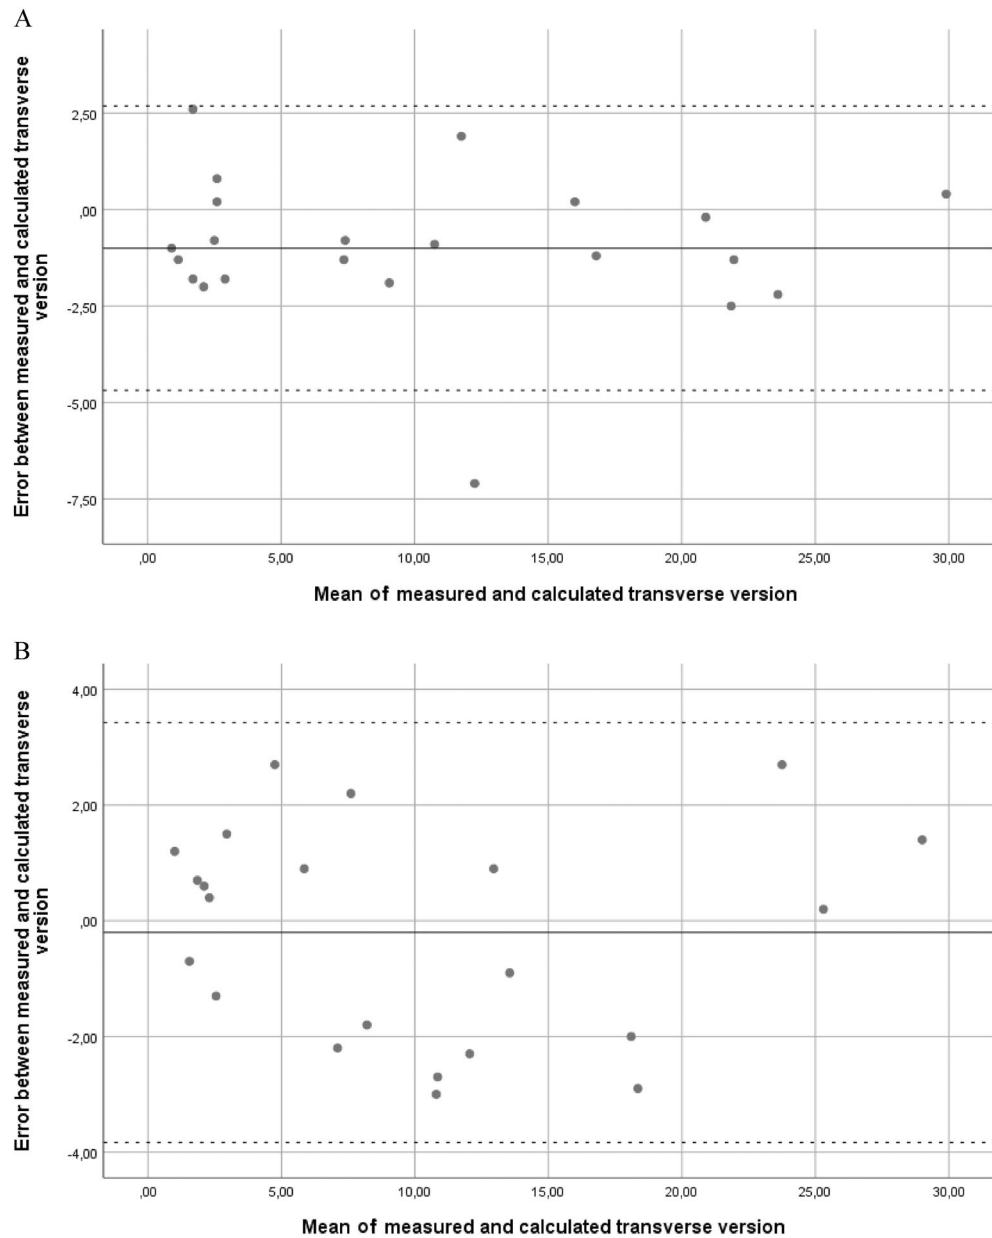 A
Error between measured and calculated transverse
version
2,50
,00
-2,50
-5,00
-7,50
,00 5,00 10,00 15,00 20,00 25,00 30,00
Mean of measured and calculated transverse version
B
Error between measured and calculated transverse
version
4,00
2,00
,00
-2,00
-4,00
,00 5,00 10,00 15,00 20,00 25,00 30,00
Mean of measured and calculated transverse version